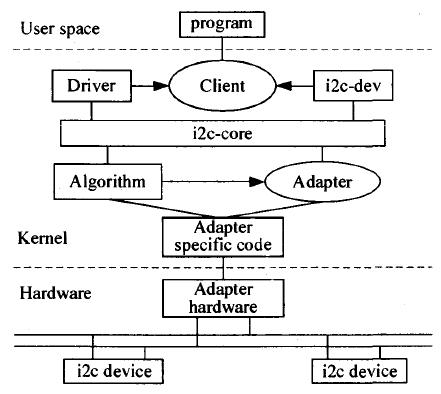 program
User space
Driver
Client
i2c-dev
i2c-core
Algorithm
Adapter
Adapter
specific code
Kernel
Hardware
Adapter
hardware
i2c device
i2c device